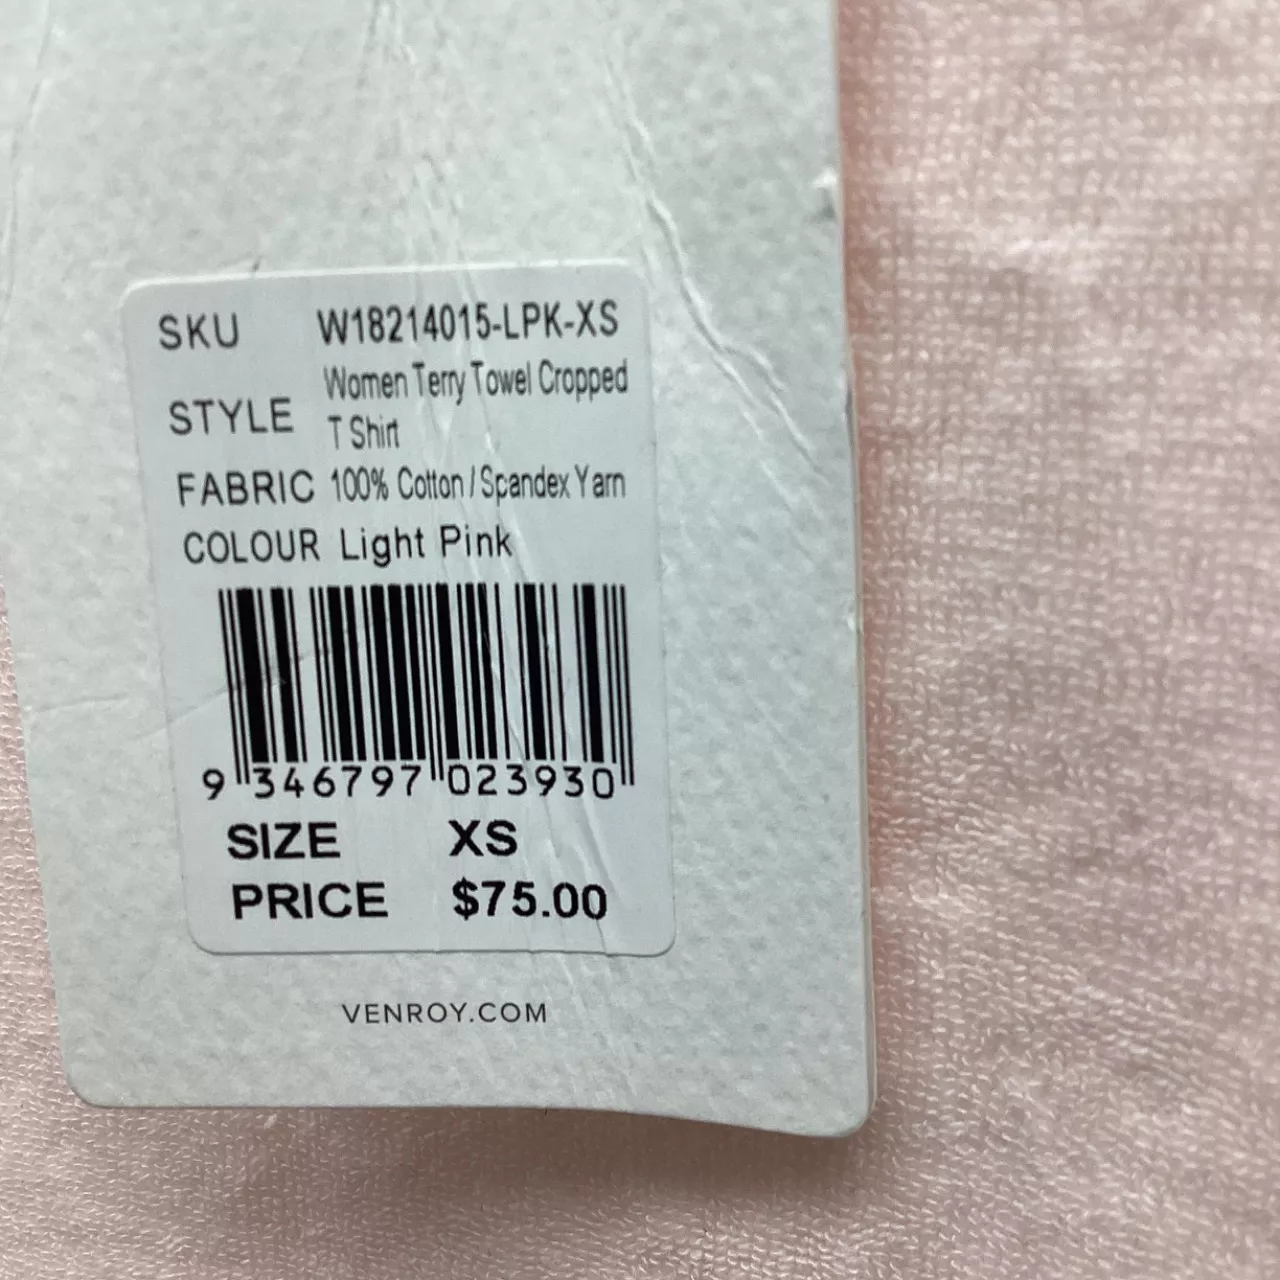 SKU W18214015-LPK-XS
STYLE Women Terry Towel Cropped
T Shirt
FABRIC 100% Cotton / Spandex Yarn
COLOUR Light Pink
9 346797 023930
SIZE XS
PRICE $75.00
VENROY.COM